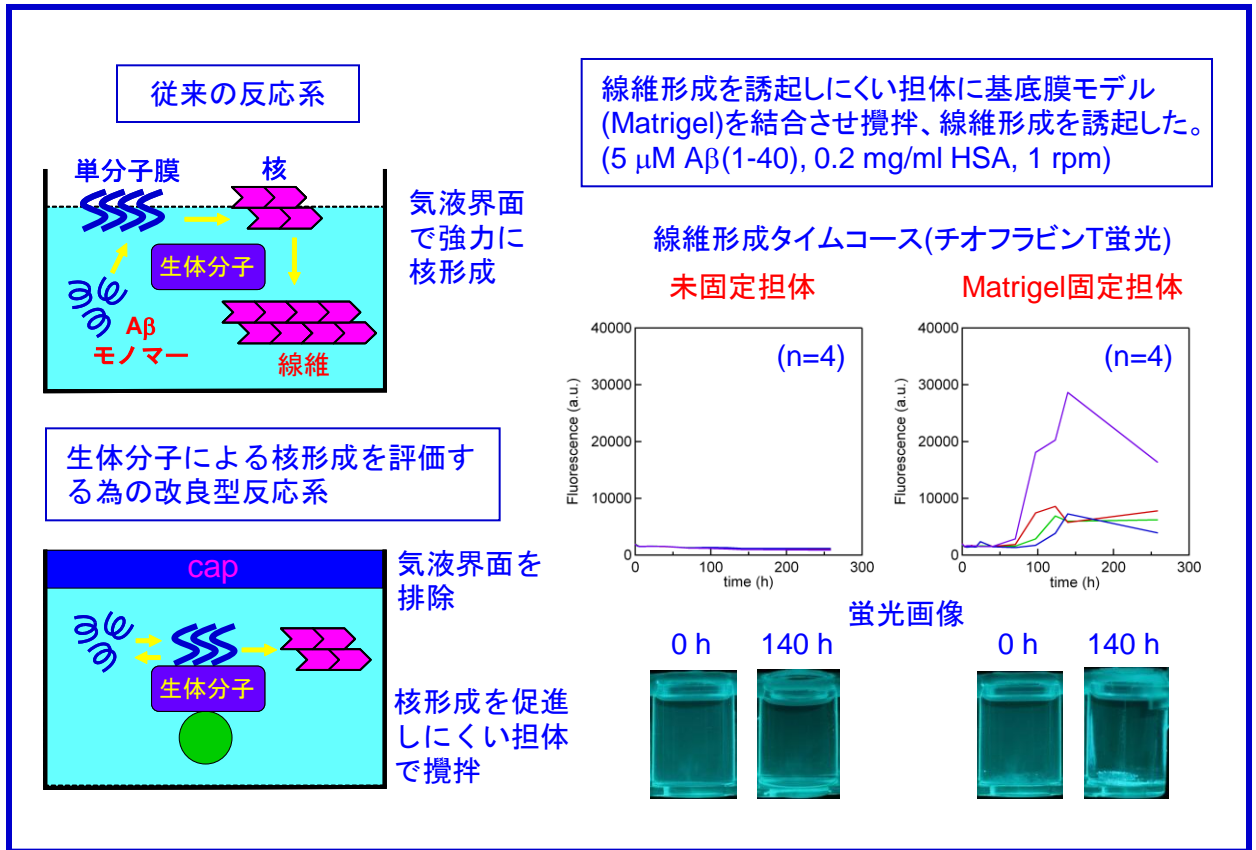 従来の反応系
単分子膜
核
生体分子
Aβ
モノマー
線維
気液界面
で強力に
核形成
生体分子による核形成を評価す
る為の改良型反応系
cap
生体分子
気液界面を
排除
核形成を促進
しにくい担体
で攪拌
線維形成を誘起しにくい担体に基底膜モデル
(Matrigel)を結合させ攪拌、線維形成を誘起した。
(5 μM Aβ(1-40), 0.2 mg/ml HSA, 1 rpm)
線維形成タイムコース(チオフラビンT蛍光)
未固定担体
(n=4)
Fluorescence (a.u.)
40000
30000
20000
10000
0
0 100 200 300
time (h)
Matrigel固定担体
(n=4)
Fluorescence (a.u.)
40000
30000
20000
10000
0
0 100 200 300
time (h)
蛍光画像
0 h 140 h
0 h 140 h